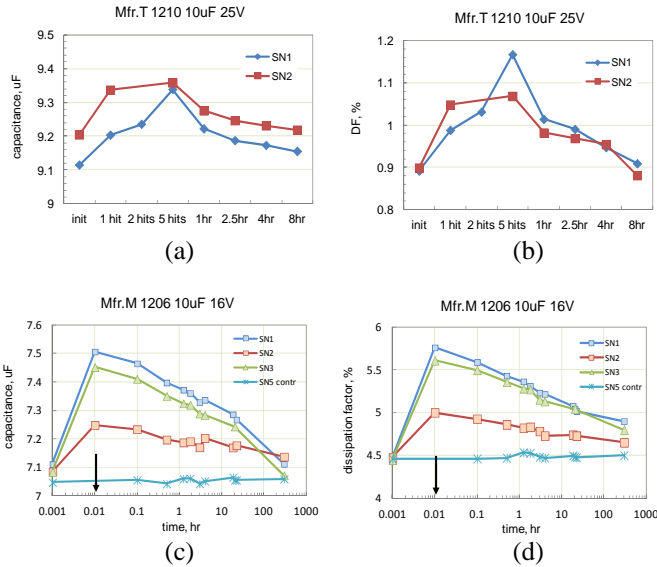 Mfr.T 1210 10uF 25V
capacitance, uF
9.5
9.4
9.3
9.2
9.1
9
SN1
SN2
init 1 hit 2 hits 5 hits 1hr 2.5hr 4hr 8hr
(a)
Mfr.T 1210 10uF 25V
DF, %
1.2
1.1
1
0.9
0.8
SN1
SN2
init 1 hit 2 hits 5 hits 1hr 2.5hr 4hr 8hr
(b)
Mfr.M 1206 10uF 16V
capacitance, uF
7.6
7.5
7.4
7.3
7.2
7.1
7
SN1
SN2
SN3
SN5 contr
0.001 0.01 0.1 1 10 100 1000
time, hr
(c)
Mfr.M 1206 10uF 16V
dissipation factor, %
6
5.5
5
4.5
4
SN1
SN2
SN3
SN5 contr
0.001 0.01 0.1 1 10 100 1000
time, hr
(d)